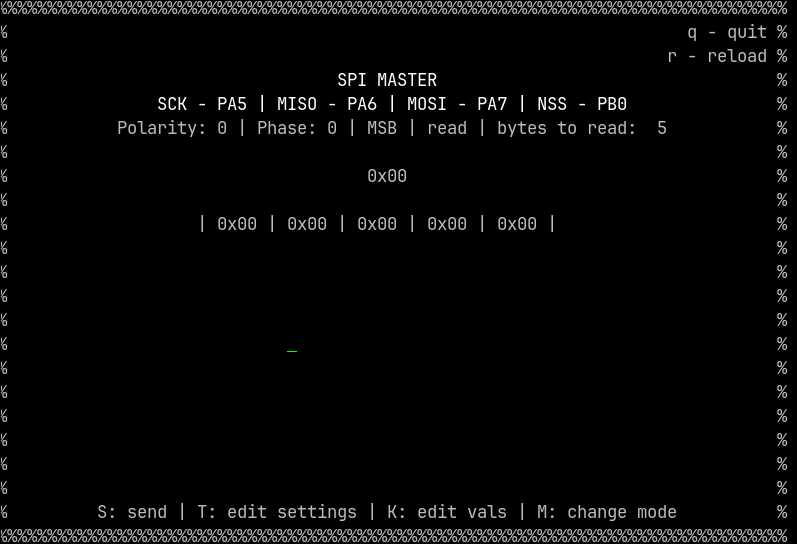 %%%%%%%%%%%%%%%%%%%%%%%%%%%%%%%%%%%%%%%%%%%%%%%%%%%%%%%%%%%%%%%%%%%%%%%%%%%%%%%%
% q - quit %
% r - reload %
% SPI MASTER %
% SCK - PA5 | MISO - PA6 | MOSI - PA7 | NSS - PB0 %
% Polarity: 0 | Phase: 0 | MSB | read | bytes to read:  5 %
% %
% 0x00 %
% %
% | 0x00 | 0x00 | 0x00 | 0x00 | 0x00 | %
% %
% %
% %
% %
% _ %
% %
% %
% %
% %
% %
% %
% S: send | T: edit settings | K: edit vals | M: change mode %
%%%%%%%%%%%%%%%%%%%%%%%%%%%%%%%%%%%%%%%%%%%%%%%%%%%%%%%%%%%%%%%%%%%%%%%%%%%%%%%%